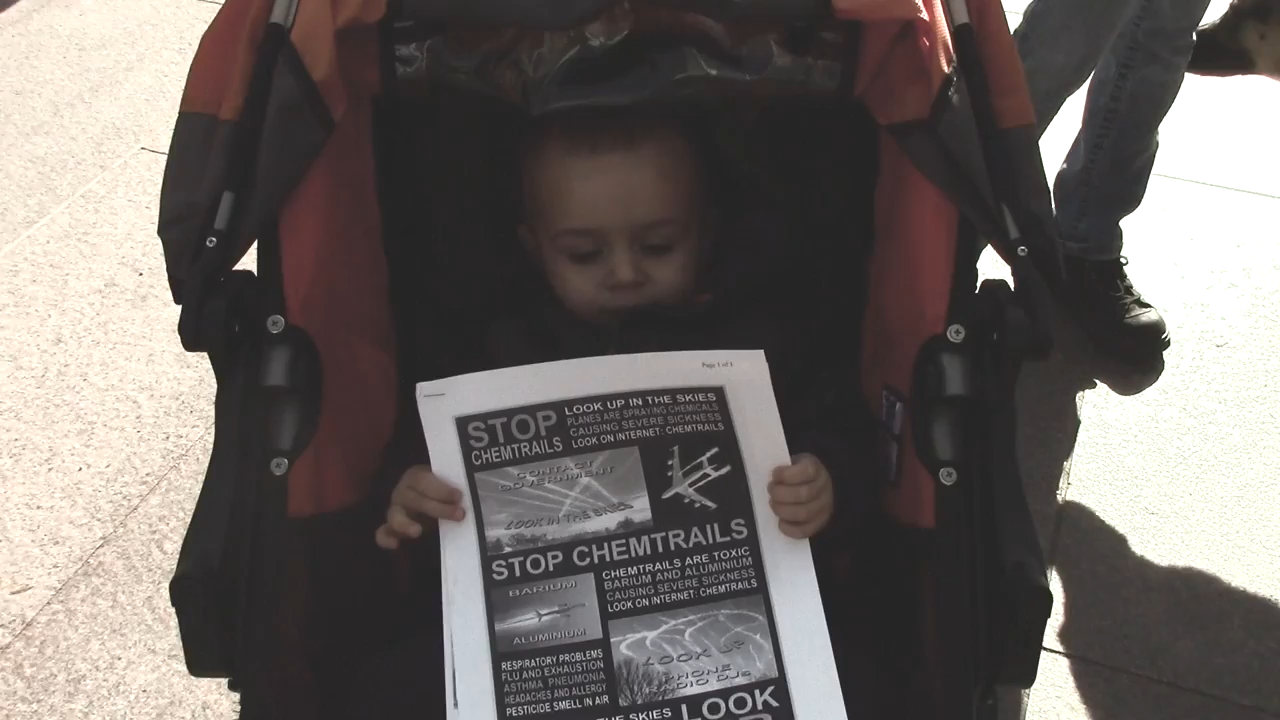 Page 1 of 1
STOP
CHEMTRAILS
LOOK UP IN THE SKIES
PLANES ARE SPRAYING CHEMICALS
CAUSING SEVERE SICKNESS
LOOK ON INTERNET: CHEMTRAILS
CONTACT
GOVERNMENT
LOOK IN THE SKIES
STOP CHEMTRAILS
BARIUM
ALUMINIUM
CHEMTRAILS ARE TOXIC
BARIUM AND ALUMINIUM
CAUSING SEVERE SICKNESS
LOOK ON INTERNET: CHEMTRAILS
LOOK UP
PHONE
RADIO DJs
RESPIRATORY PROBLEMS
FLU AND EXHAUSTION
ASTHMA PNEUMONIA
HEADACHES AND ALLERGY
PESTICIDE SMELL IN AIR
THE SKIES
LOOK